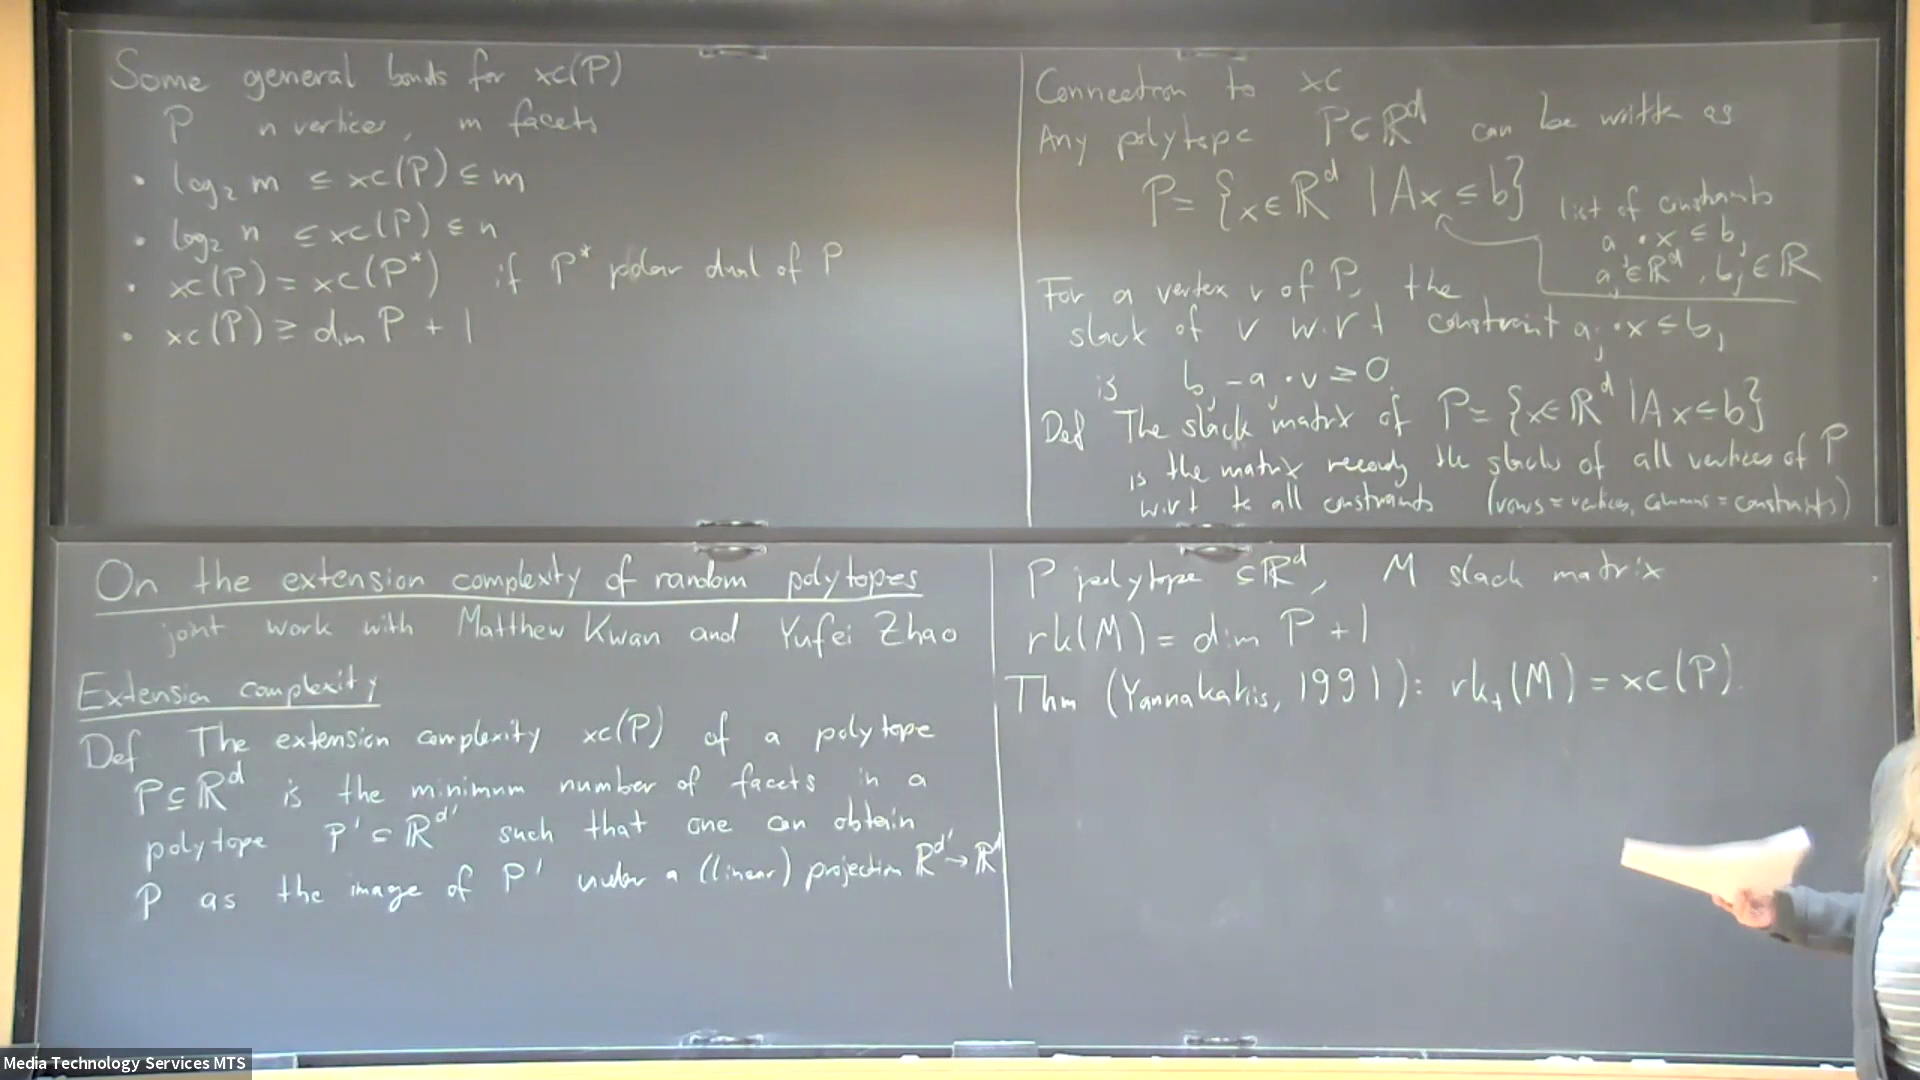 Some general bonds for xc(P)
P n vertices, m facets
• log₂ m ≤ xc(P) ≤ m
• log₂ n ≤ xc(P) ≤ n
• xc(P) = xc(P*) if P* polar dual of P
• xc(P) ≥ dim P + 1
Connection to xc
Any polytope P⊂ℝᵈ can be written as
P = {x∈ℝᵈ | Ax ≤ b}
list of constraints
aⱼ · x ≤ bⱼ
aⱼ∈ℝᵈ, bⱼ∈ℝ
For a vertex v of P, the
slack of v w.r.t constraint aⱼ·x ≤ bⱼ
is bⱼ - aⱼ·v ≥ 0
Def The slack matrix of P = {x∈ℝᵈ | Ax ≤ b}
is the matrix recording the slacks of all vertices of P
w.r.t to all constraints (rows = vertices, columns = constraints)
On the extension complexity of random polytopes
joint work with Matthew Kwan and Yufei Zhao
Extension complexity
Def The extension complexity xc(P) of a polytope
P⊆ℝᵈ is the minimum number of facets in a
polytope P'⊂ℝᵈ' such that one can obtain
P as the image of P' under a (linear) projection ℝᵈ'→ℝᵈ
P polytope ⊆ℝᵈ, M slack matrix
rk(M) = dim P + 1
Thm (Yannakakis, 1991): rk₊(M) = xc(P).
Media Technology Services MTS